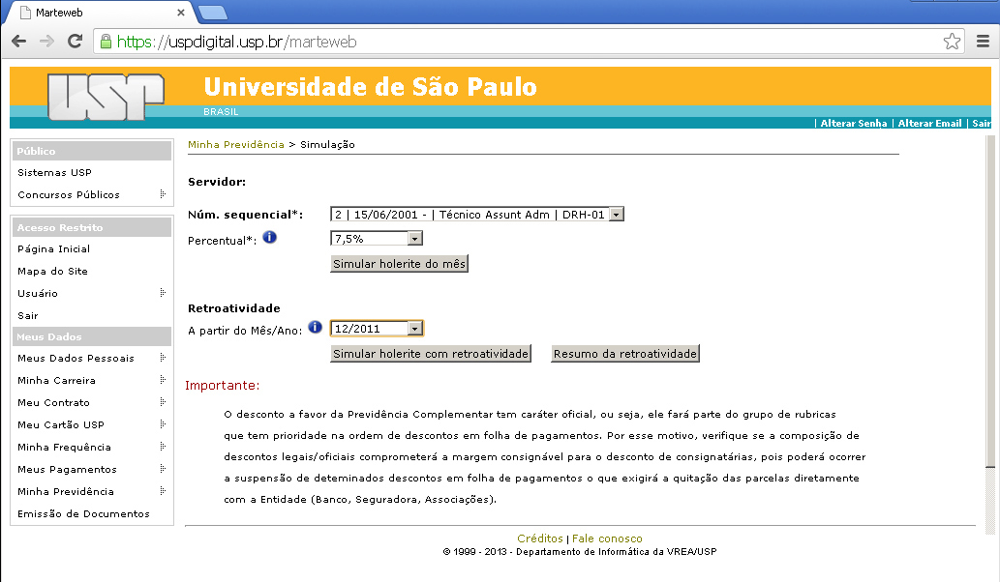 Marteweb
https://uspdigital.usp.br/marteweb
USP
Universidade de São Paulo
BRASIL
| Alterar Senha | Alterar Email | Sair
Público
Sistemas USP
Concursos Públicos
Acesso Restrito
Página Inicial
Mapa do Site
Usuário
Sair
Meus Dados
Meus Dados Pessoais
Minha Carreira
Meu Contrato
Meu Cartão USP
Minha Frequência
Meus Pagamentos
Minha Previdência
Emissão de Documentos
Minha Previdência > Simulação
Servidor:
Núm. sequencial*: 2 | 15/06/2001 - | Técnico Assunt Adm | DRH-01
Percentual*: 7,5%
Simular holerite do mês
Retroatividade
A partir do Mês/Ano: 12/2011
Simular holerite com retroatividade Resumo da retroatividade
Importante:
O desconto a favor da Previdência Complementar tem caráter oficial, ou seja, ele fará parte do grupo de rubricas
que tem prioridade na ordem de descontos em folha de pagamentos. Por esse motivo, verifique se a composição de
descontos legais/oficiais comprometerá a margem consignável para o desconto de consignatárias, pois poderá ocorrer
a suspensão de deteminados descontos em folha de pagamentos o que exigirá a quitação das parcelas diretamente
com a Entidade (Banco, Seguradora, Associações).
Créditos | Fale conosco
© 1999 - 2013 - Departamento de Informática da VREA/USP